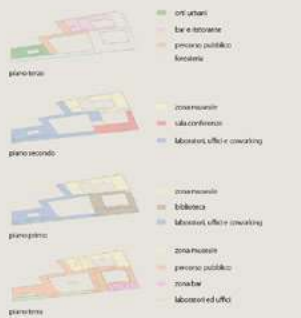 orti urbani
bar e ristorante
percorso pubblico
foresteria
piano terzo
zona museale
sala conferenze
laboratori, uffici e coworking
piano secondo
zona museale
biblioteca
laboratori, uffici e coworking
piano primo
zona museale
percorso pubblico
zona bar
laboratori ed uffici
piano terra